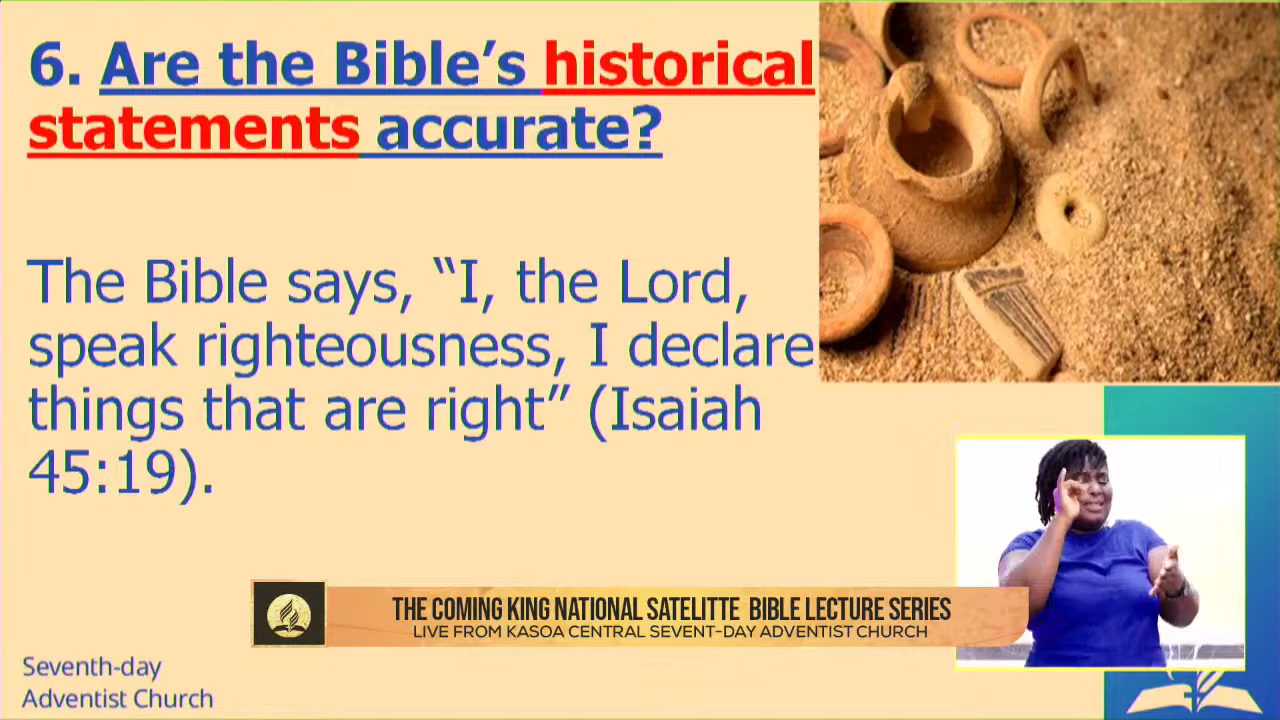 6. Are the Bible’s historical
statements accurate?
The Bible says, “I, the Lord,
speak righteousness, I declare
things that are right” (Isaiah
45:19).
THE COMING KING NATIONAL SATELITTE BIBLE LECTURE SERIES
LIVE FROM KASOA CENTRAL SEVENT-DAY ADVENTIST CHURCH
Seventh-day
Adventist Church